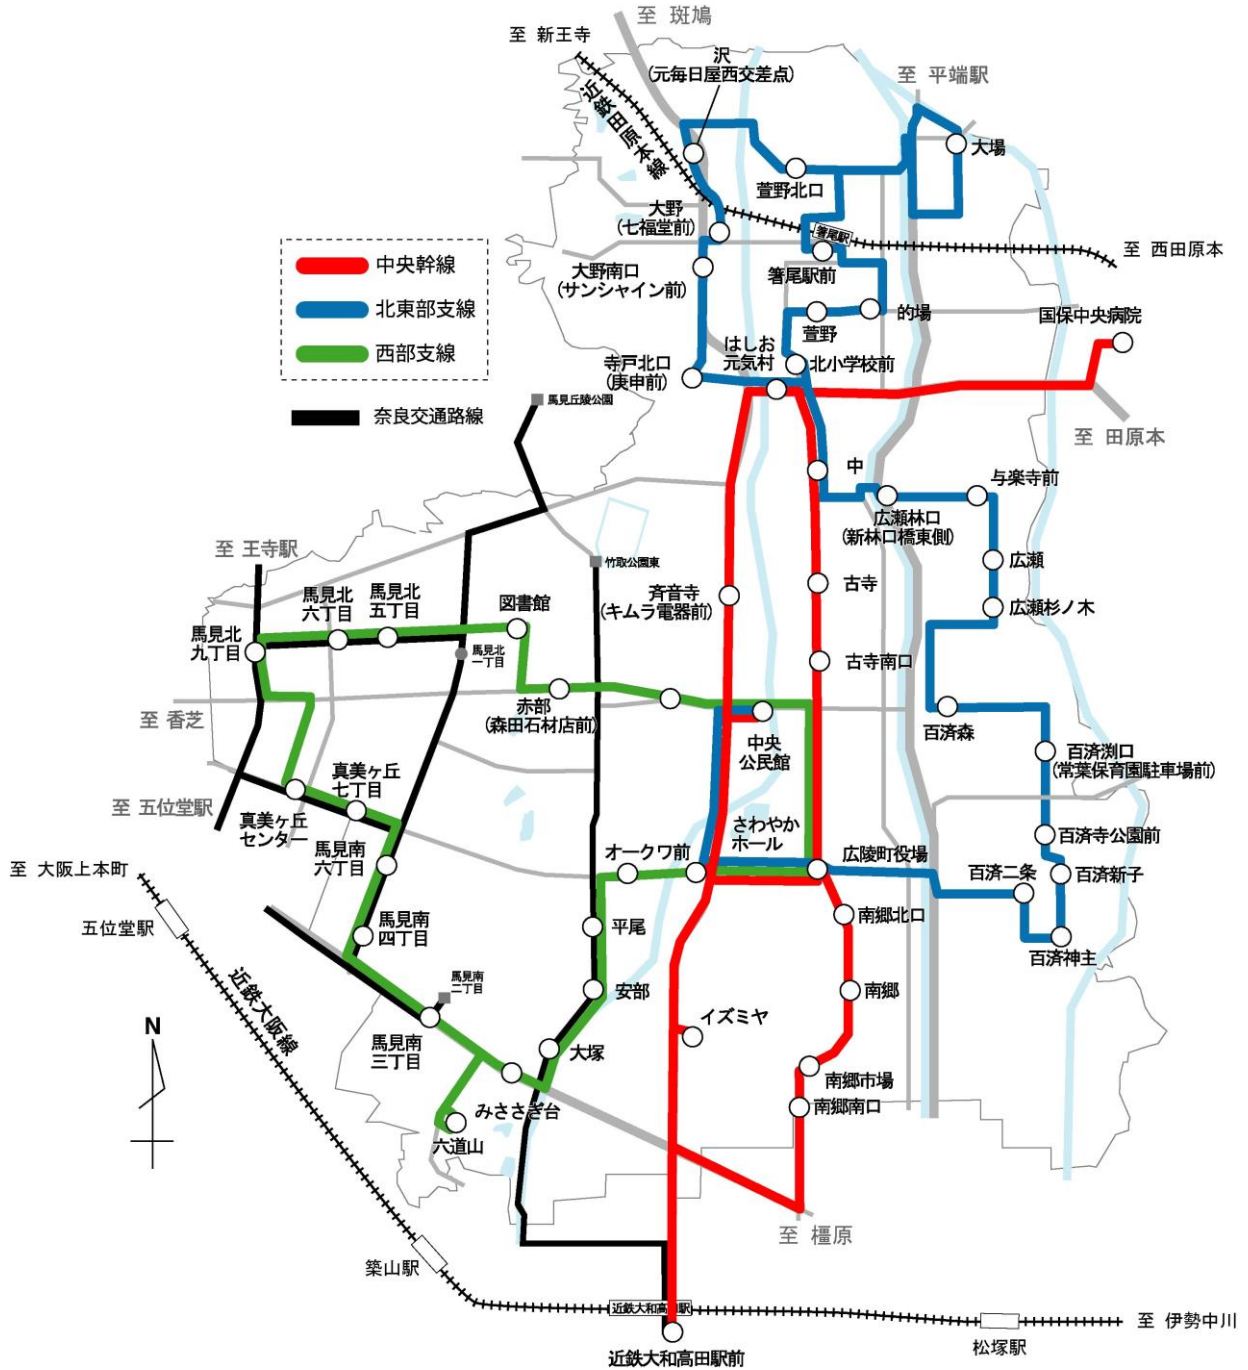 至 斑鳩
至 新王寺
沢
(元毎日屋西交差点)
至 平端駅
近鉄田原本線
大場
萱野北口
大野
(七福堂前)
箸尾駅
至 西田原本
箸尾駅前
大野南口
(サンシャイン前)
中央幹線
北東部支線
西部支線
奈良交通路線
的場
萱野
国保中央病院
はしお
元気村
北小学校前
寺戸北口
(庚申前)
馬見丘陵公園
至 田原本
中
与楽寺前
広瀬林口
(新林口橋東側)
至 王寺駅
竹取公園東
広瀬
馬見北
六丁目
馬見北
五丁目
図書館
斉音寺
(キムラ電器前)
古寺
広瀬杉ノ木
馬見北
九丁目
馬見北
一丁目
古寺南口
至 香芝
赤部
(森田石材店前)
百済森
中央
公民館
百済渕口
(常葉保育園駐車場前)
真美ヶ丘
七丁目
至 五位堂駅
真美ヶ丘
センター
さわやか
ホール
百済寺公園前
馬見南
六丁目
オークワ前
広陵町役場
百済二条
百済新子
至 大阪上本町
五位堂駅
馬見南
四丁目
平尾
南郷北口
百済神主
近鉄大阪線
馬見南
二丁目
安部
南郷
N
イズミヤ
馬見南
三丁目
大塚
南郷市場
みささぎ台
南郷南口
六道山
至 橿原
築山駅
近鉄大和高田駅
至 伊勢中川
松塚駅
近鉄大和高田駅前